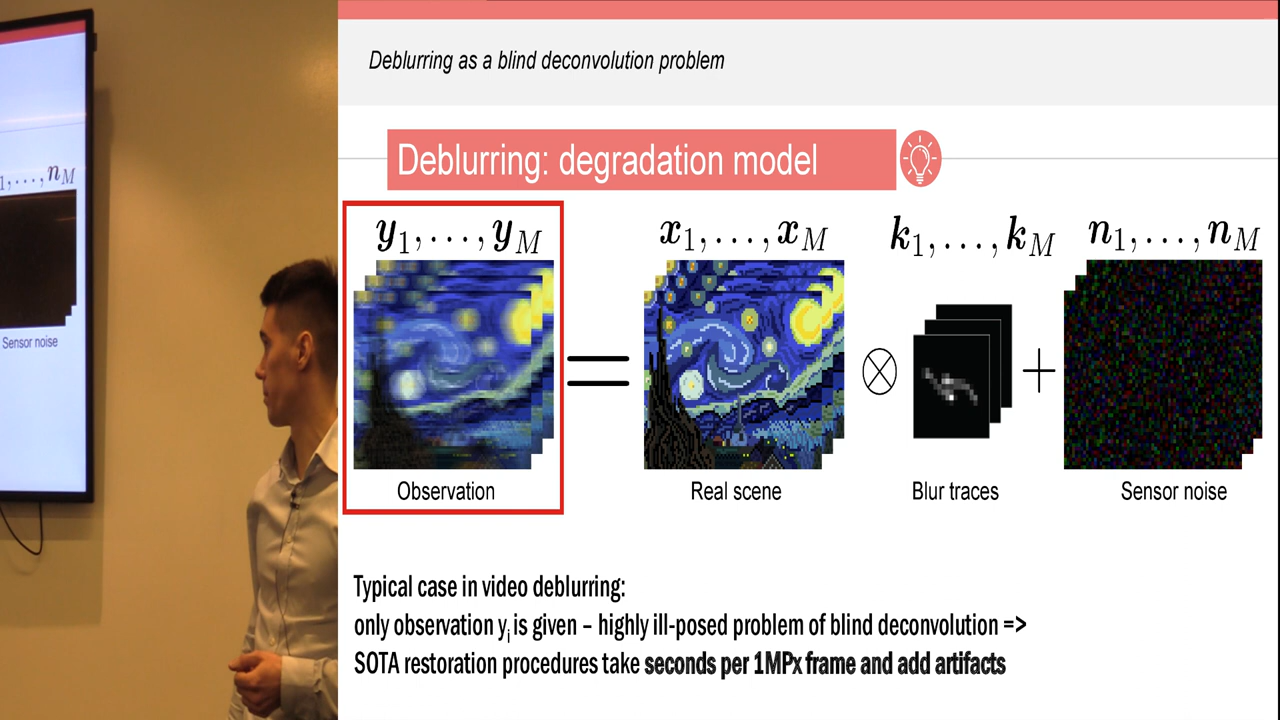 Deblurring as a blind deconvolution problem
Deblurring: degradation model
y₁,…,y_M x₁,…,x_M k₁,…,k_M n₁,…,n_M
= ⊗ +
Observation Real scene Blur traces Sensor noise
Typical case in video deblurring:
only observation yᵢ is given – highly ill-posed problem of blind deconvolution =>
SOTA restoration procedures take seconds per 1MPx frame and add artifacts
₁,…,n_M
Sensor noise